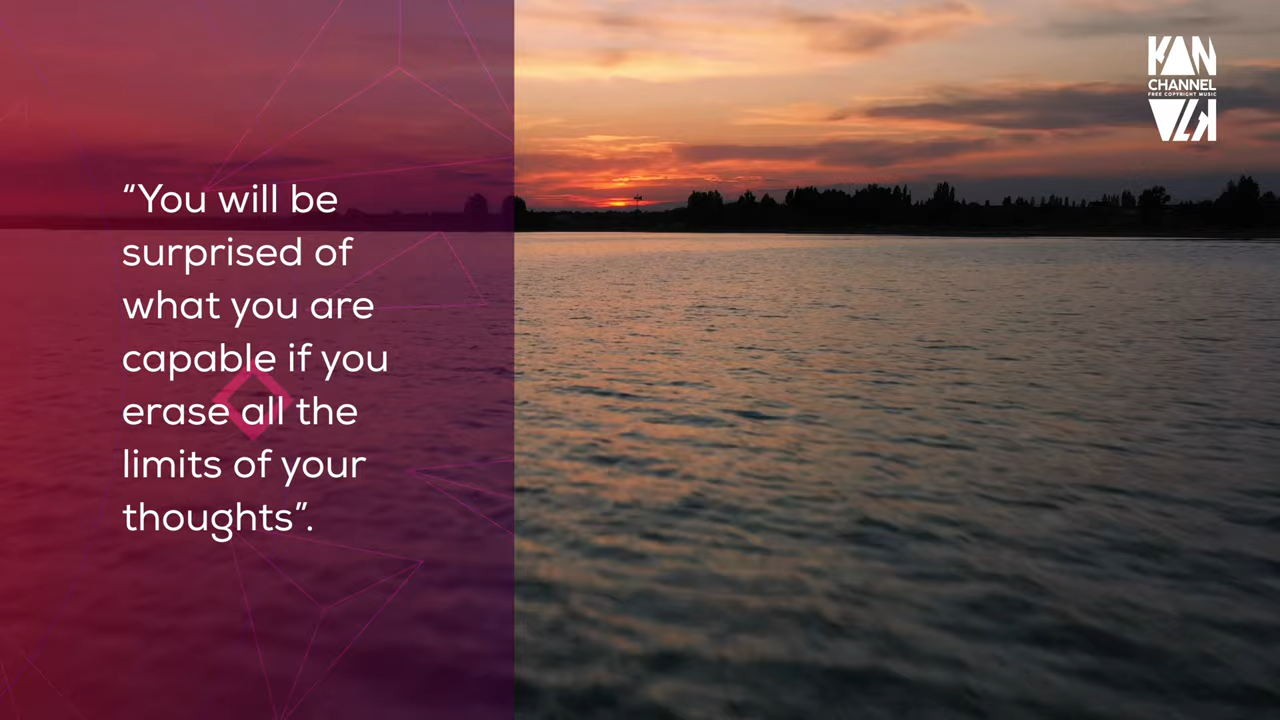 “You will be
surprised of
what you are
capable if you
erase all the
limits of your
thoughts”.
KAN
CHANNEL
FREE COPYRIGHT MUSIC